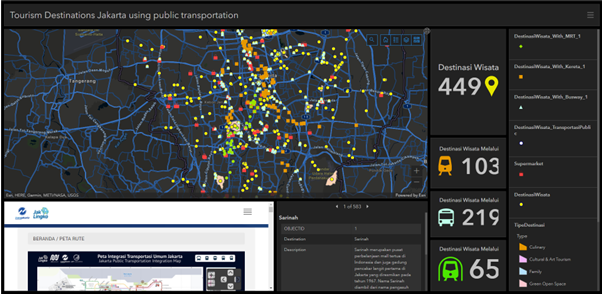 Tourism Destinations Jakarta using public transportation
Tangerang
Esri, HERE, Garmin, METI/NASA, USGS
Powered by Esri
Destinasi Wisata
449
Destinasi Wisata Melalui
103
Destinasi Wisata Melalui
219
Destinasi Wisata Melalui
65
DestinasiWisata_With_MRT_1
DestinasiWisata_With_Kereta_1
DestinasiWisata_With_Busway_1
DestinasiWisata_TransportasiPubli
Supermarket
DestinasiWisata
TipeDestinasi
Type
Culinery
Cultural & Art Tourism
Family
Green Open Space
Jak
Lingko
BERANDA / PETA RUTE
Peta Integrasi Transportasi Umum Jakarta
Jakarta Public Transportation Integration Map
1 of 583
Sarinah
OBJECTID
1
Destination
Sarinah
Description
Sarinah merupakan pusat
perbelanjaan mall tertua di
Indonesia dan juga gedung
pencakar langit pertama di
Jakarta yang diresmikan pada
tahun 1967. Nama Sarinah
diambil dari nama pengasuh